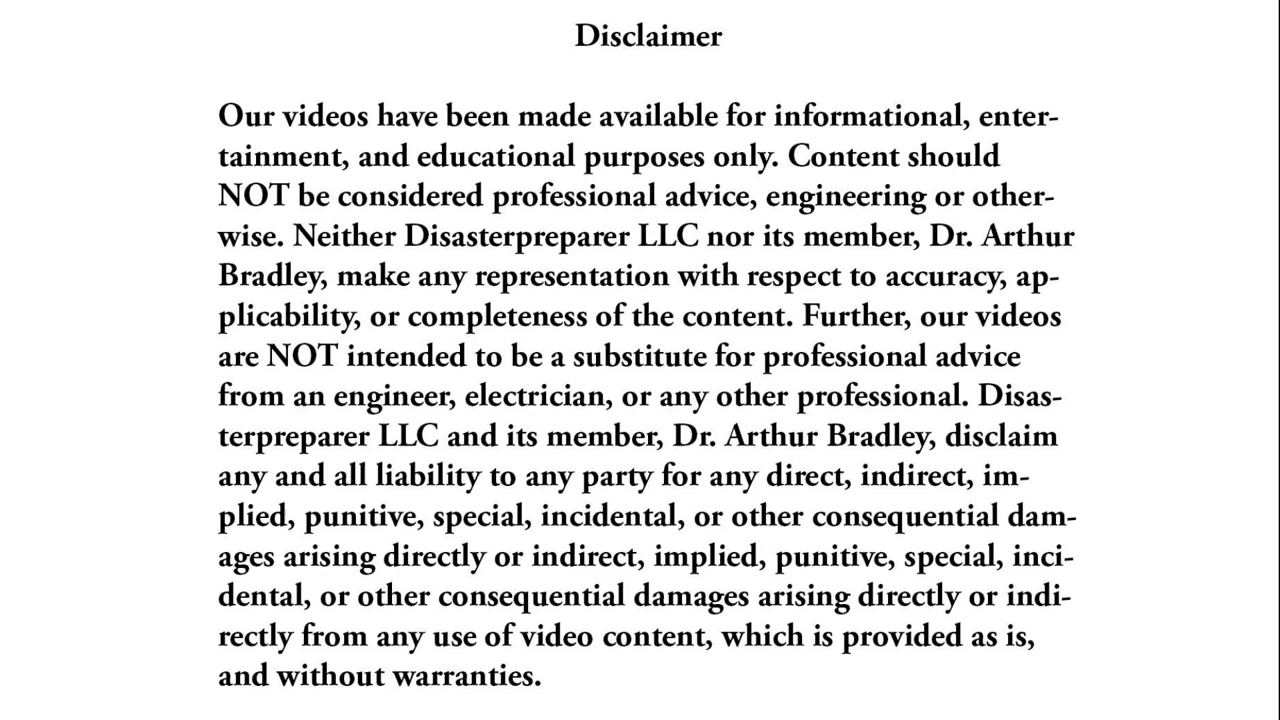 Disclaimer
Our videos have been made available for informational, enter-
tainment, and educational purposes only. Content should
NOT be considered professional advice, engineering or other-
wise. Neither Disasterpreparer LLC nor its member, Dr. Arthur
Bradley, make any representation with respect to accuracy, ap-
plicability, or completeness of the content. Further, our videos
are NOT intended to be a substitute for professional advice
from an engineer, electrician, or any other professional. Disas-
terpreparer LLC and its member, Dr. Arthur Bradley, disclaim
any and all liability to any party for any direct, indirect, im-
plied, punitive, special, incidental, or other consequential dam-
ages arising directly or indirect, implied, punitive, special, inci-
dental, or other consequential damages arising directly or indi-
rectly from any use of video content, which is provided as is,
and without warranties.